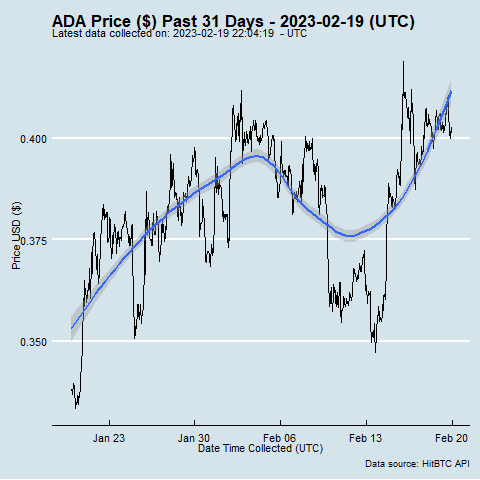 ADA Price ($) Past 31 Days - 2023-02-19 (UTC)
Latest data collected on: 2023-02-19 22:04:19 - UTC
Price USD ($)
0.400
0.375
0.350
Jan 23
Jan 30
Feb 06
Feb 13
Feb 20
Date Time Collected (UTC)
Data source: HitBTC API